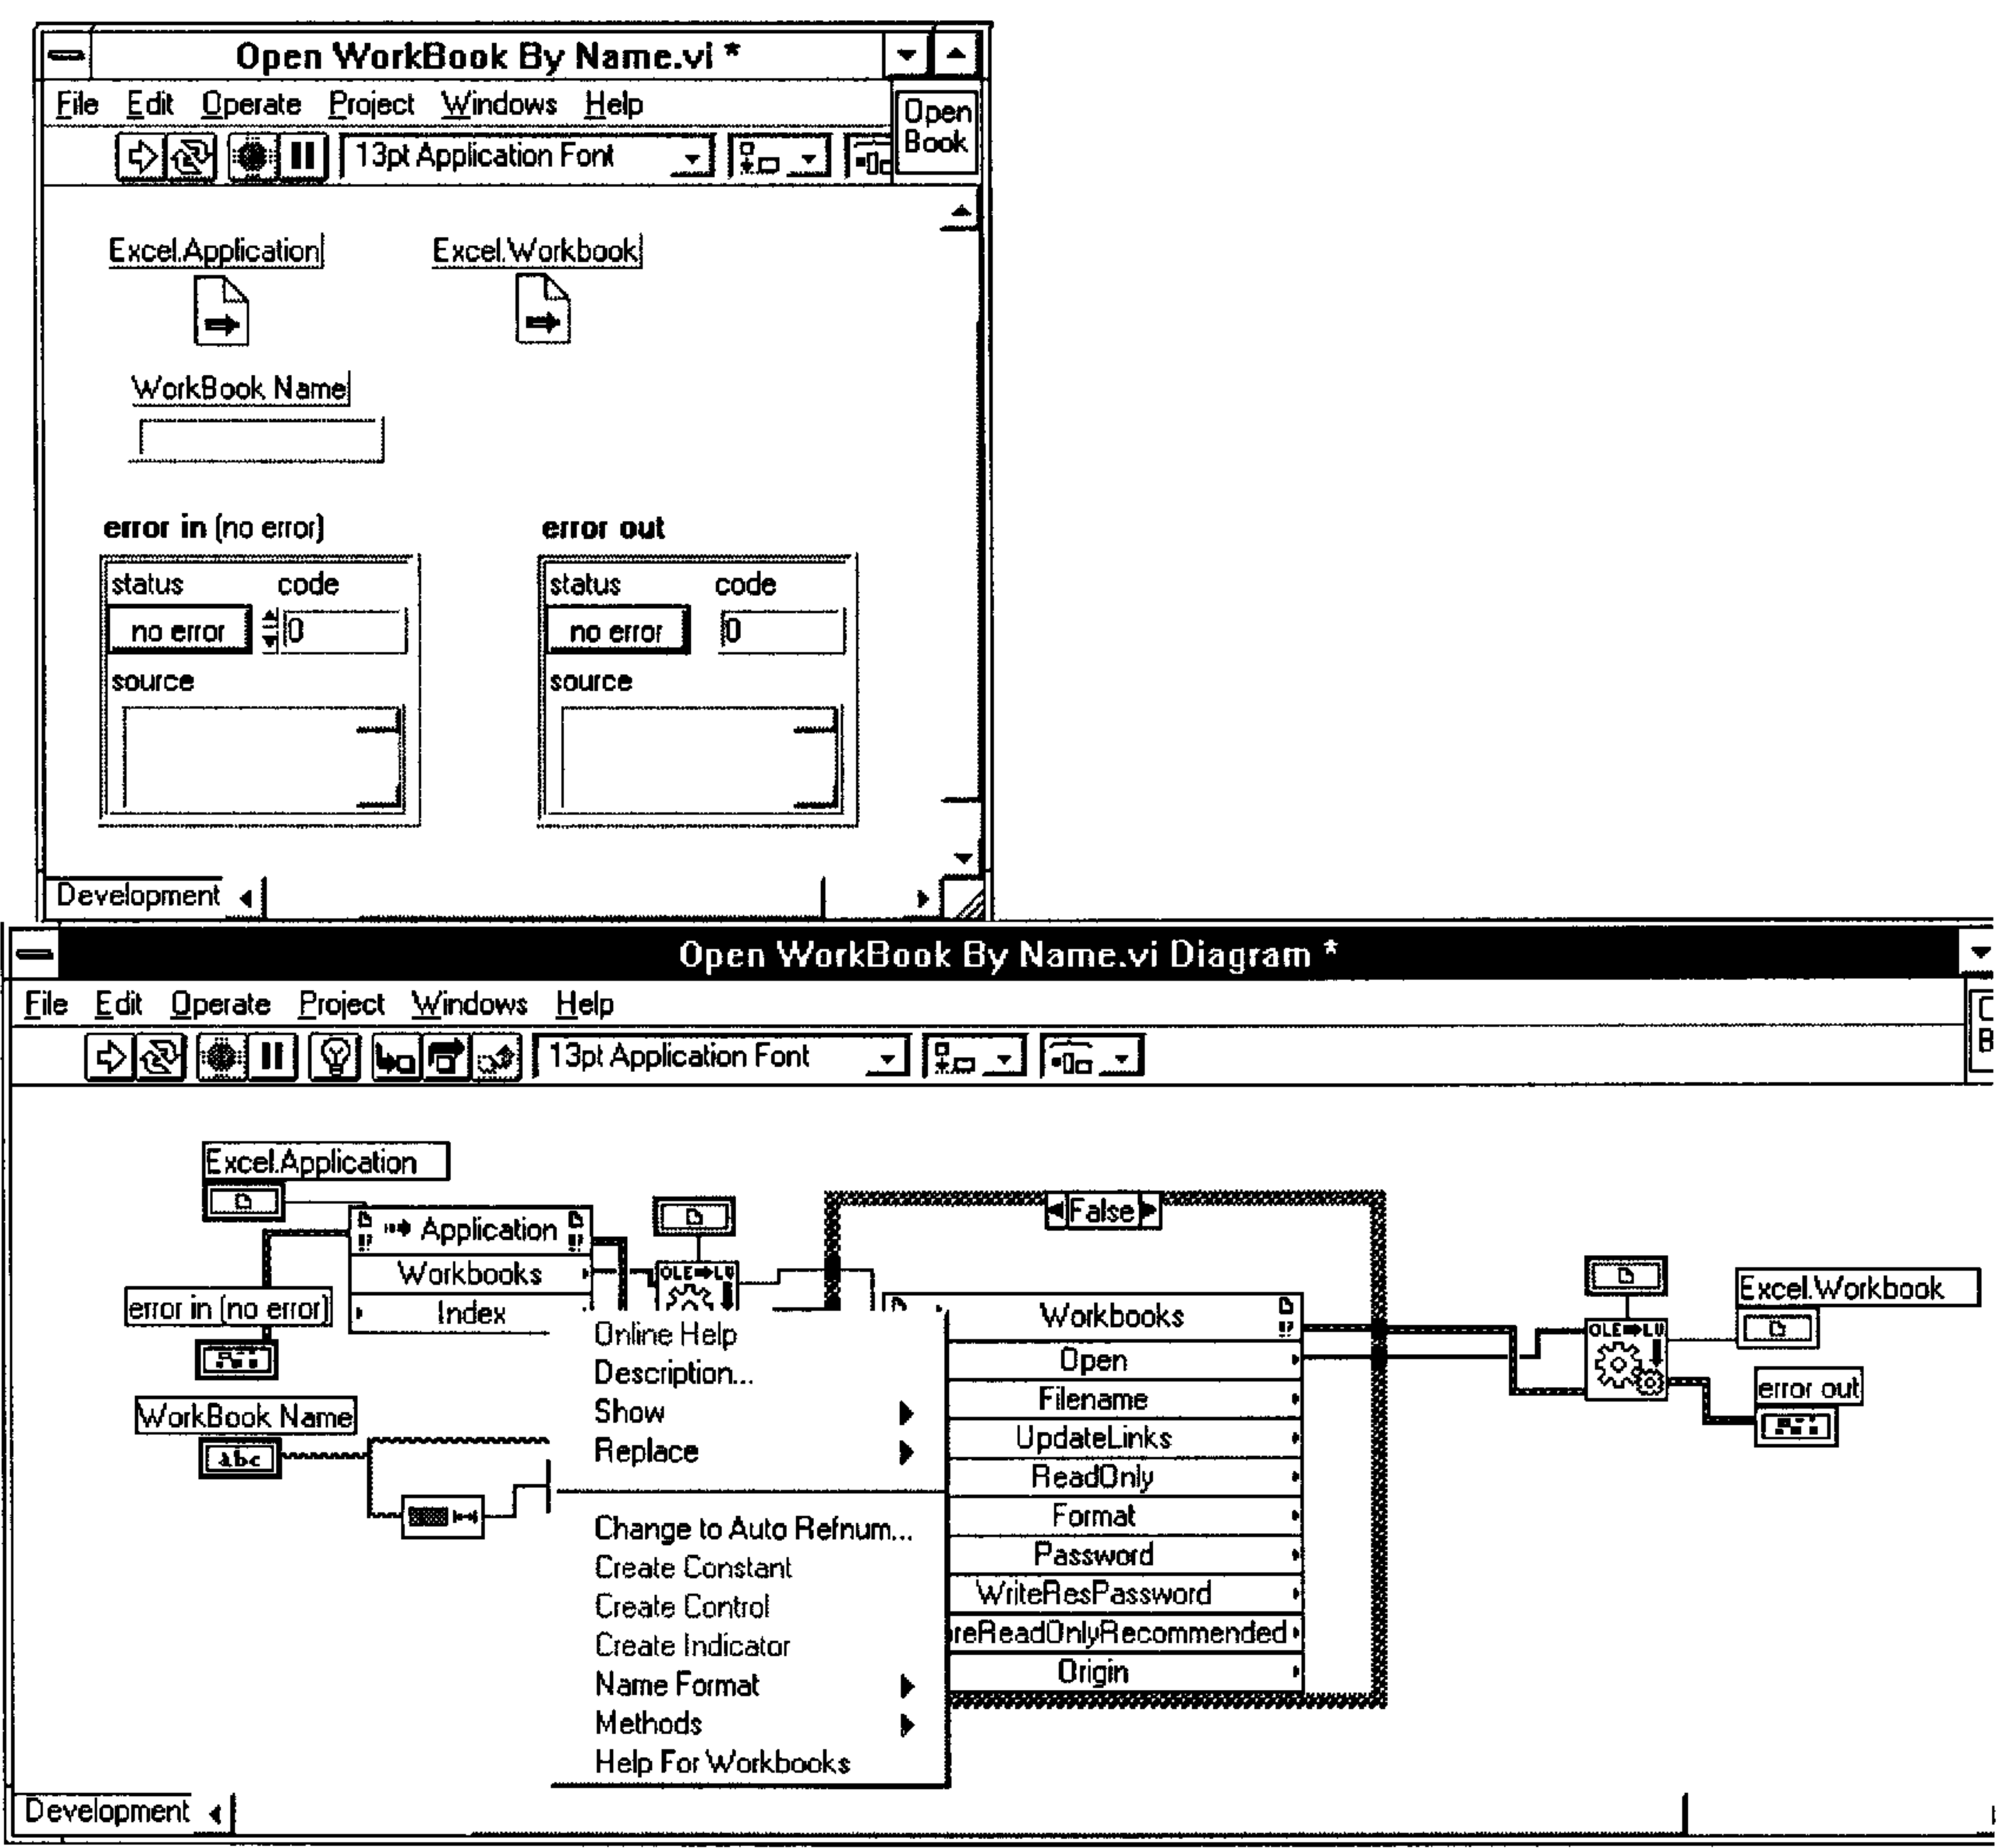 Open WorkBook By Name.vi *
File Edit Operate Project Windows Help
Open
Book
13pt Application Font
Excel.Application Excel.Workbook
WorkBook Name
error in (no error) error out
status code status code
no error 0 no error 0
source source
Development
Open WorkBook By Name.vi Diagram *
File Edit Operate Project Windows Help
13pt Application Font
Excel.Application
Application
Workbooks
Index
error in (no error)
WorkBook Name
abc
OLE LV
False
Online Help
Description...
Show
Replace
Change to Auto Refnum...
Create Constant
Create Control
Create Indicator
Name Format
Methods
Help For Workbooks
Workbooks
Open
Filename
UpdateLinks
ReadOnly
Format
Password
WriteResPassword
reReadOnlyRecommended
Origin
OLE LV
Excel.Workbook
error out
Development